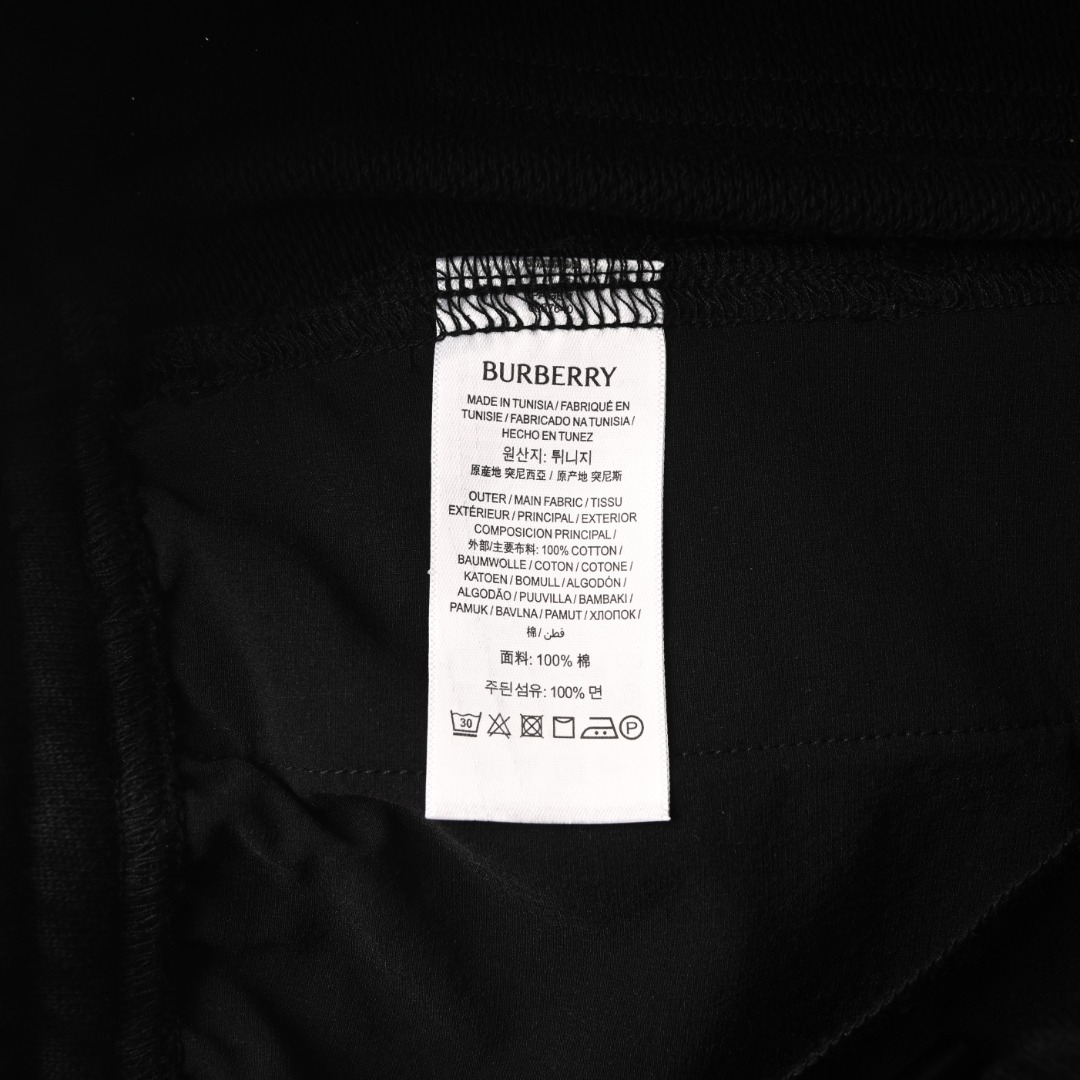 BURBERRY
MADE IN TUNISIA / FABRIQUÉ EN
TUNISIE / FABRICADO NA TUNISIA /
HECHO EN TUNEZ
원산지: 튀니지
原産地 突尼西亞 / 原产地 突尼斯
OUTER / MAIN FABRIC / TISSU
EXTÉRIEUR / PRINCIPAL / EXTERIOR
COMPOSICION PRINCIPAL /
外部/主要布料: 100% COTTON /
BAUMWOLLE / COTON / COTONE /
KATOEN / BOMULL / ALGODÓN /
ALGODÃO / PUUVILLA / BAMBAKI /
PAMUK / BAVLNA / PAMUT / ХЛОПОК /
棉 / قطن
面料: 100% 棉
주된섬유: 100% 면
30 P